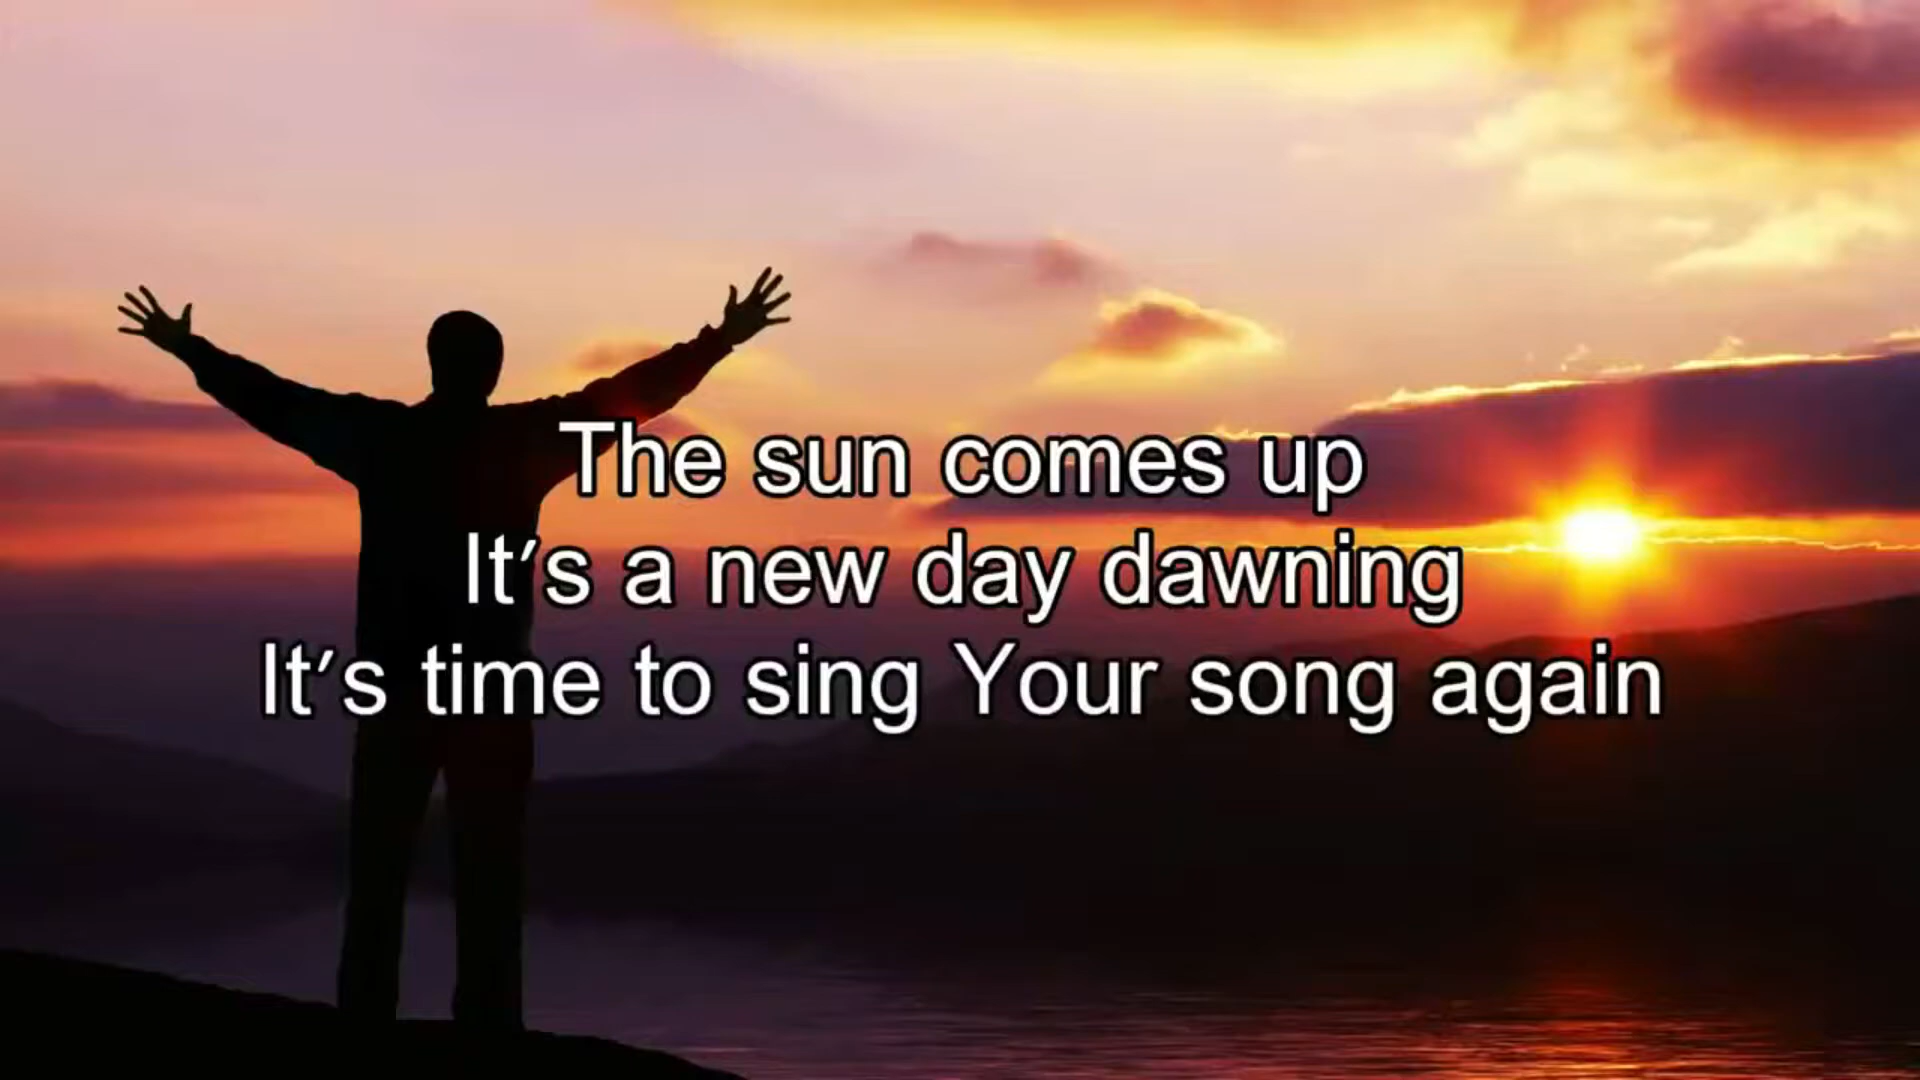 The sun comes up
It's a new day dawning
It's time to sing Your song again